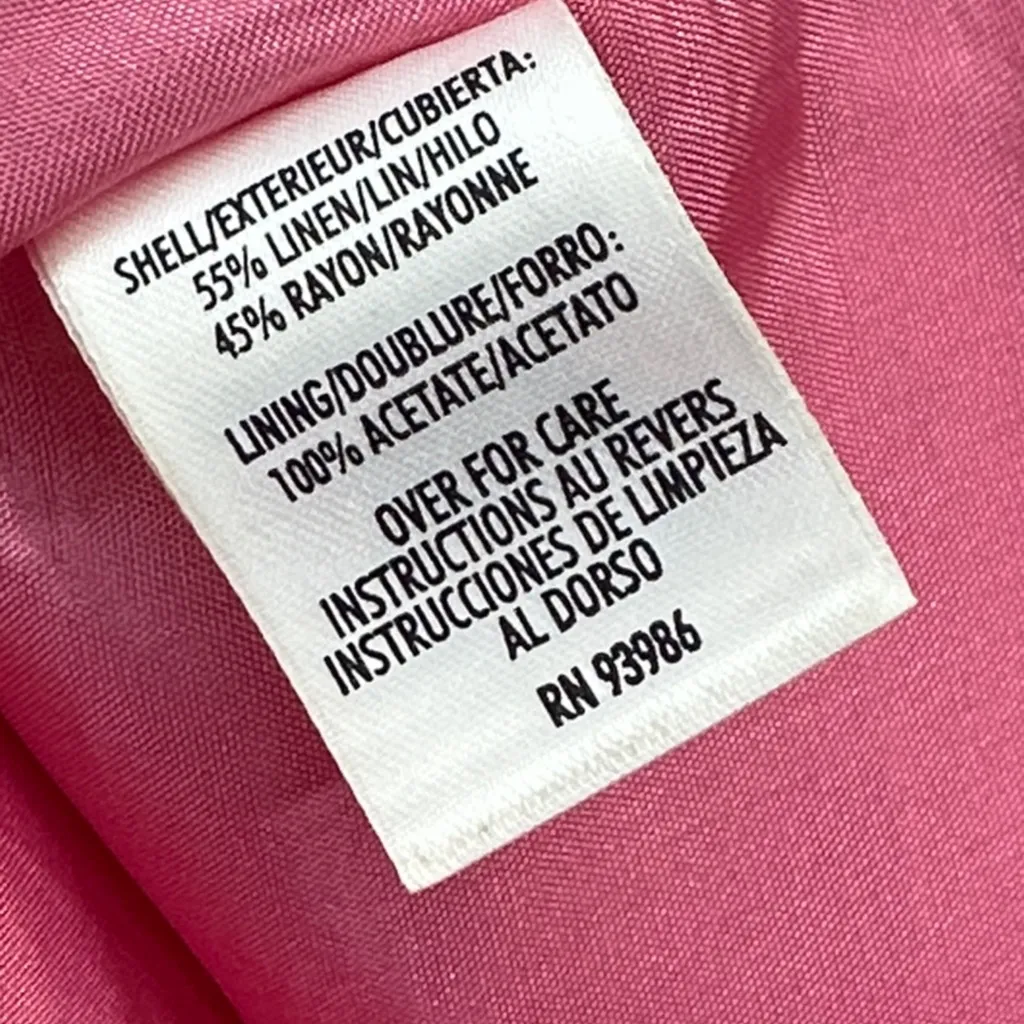 SHELL/EXTERIEUR/CUBIERTA:
55% LINEN/LIN/HILO
45% RAYON/RAYONNE
LINING/DOUBLURE/FORRO:
100% ACETATE/ACETATO
OVER FOR CARE
INSTRUCTIONS AU REVERS
INSTRUCCIONES DE LIMPIEZA
AL DORSO
RN 93986